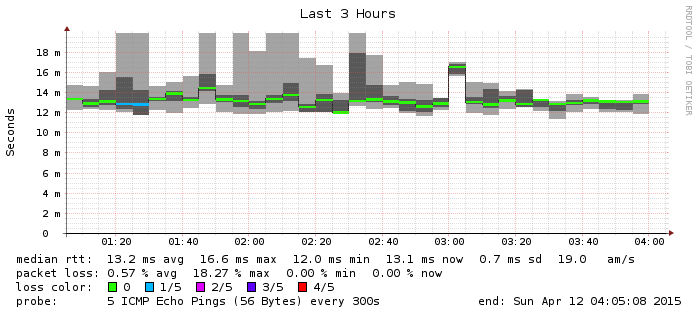 Last 3 Hours
RRDTOOL / TOBI OETIKER
Seconds
18 m
16 m
14 m
12 m
10 m
8 m
6 m
4 m
2 m
0
01:20 01:40 02:00 02:20 02:40 03:00 03:20 03:40 04:00
median rtt: 13.2 ms avg 16.6 ms max 12.0 ms min 13.1 ms now 0.7 ms sd 19.0 am/s
packet loss: 0.57 % avg 18.27 % max 0.00 % min 0.00 % now
loss color: 0 1/5 2/5 3/5 4/5
probe: 5 ICMP Echo Pings (56 Bytes) every 300s end: Sun Apr 12 04:05:08 2015